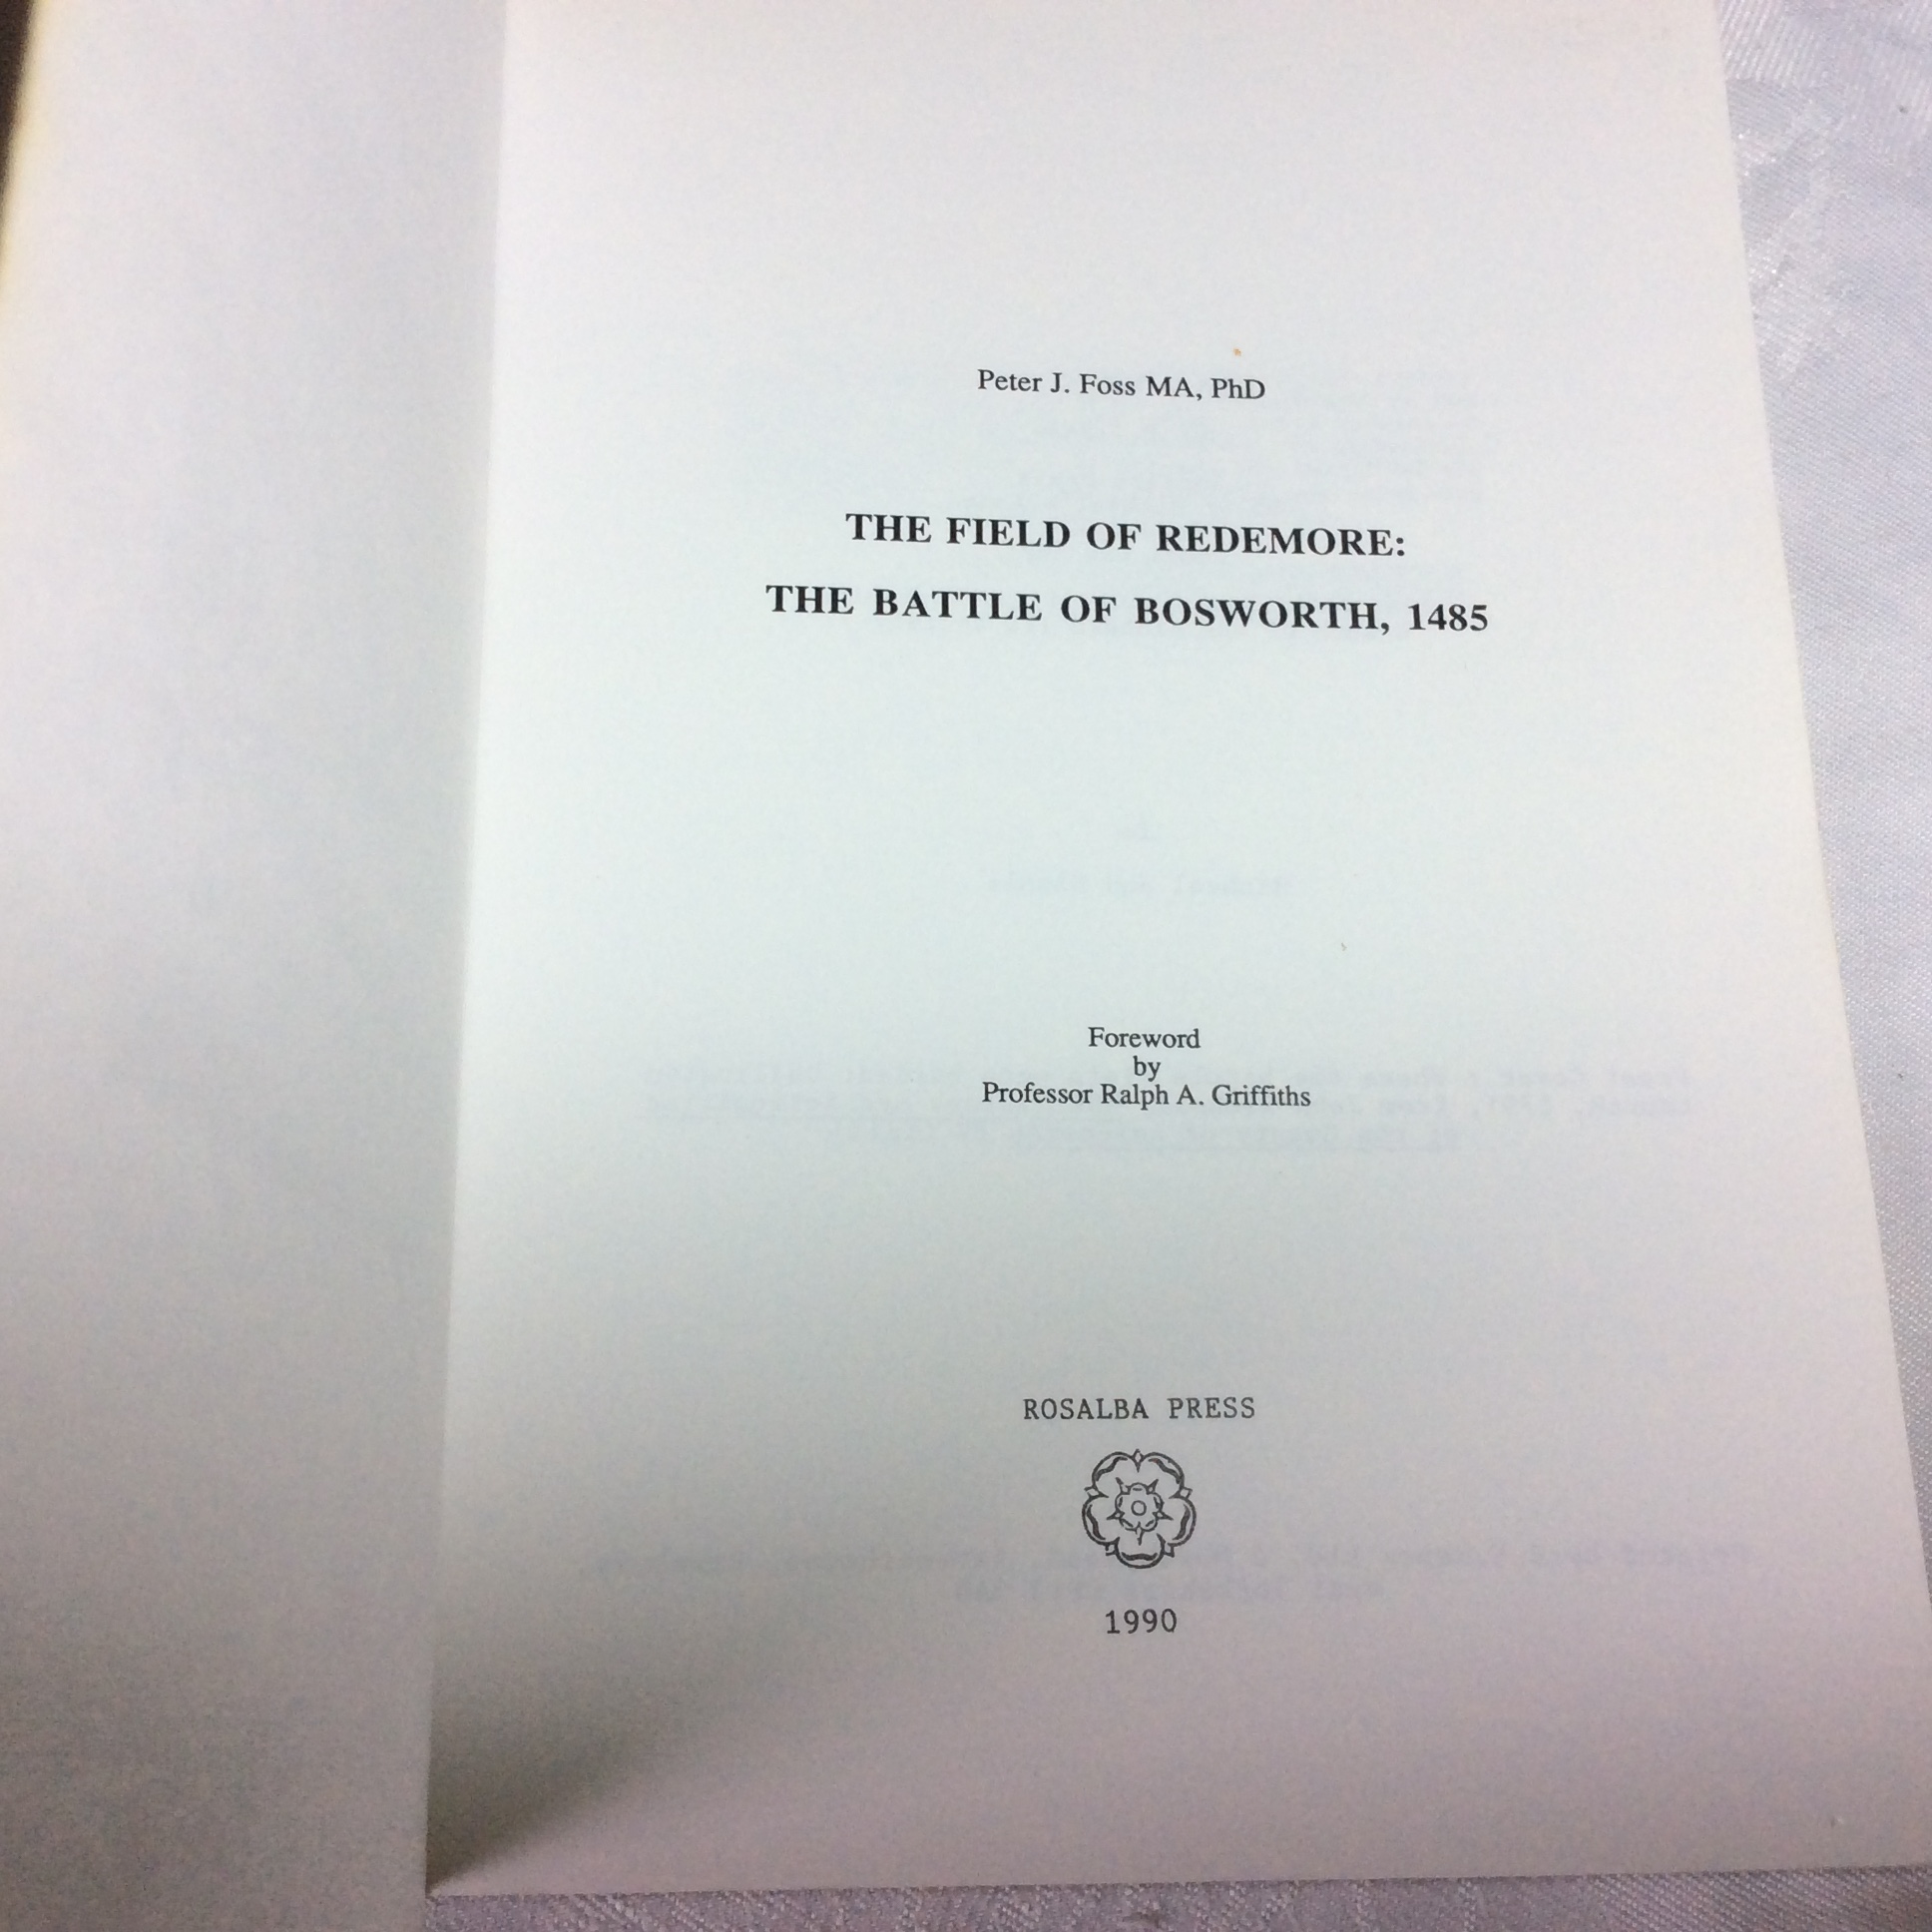 Peter J. Foss MA, PhD
THE FIELD OF REDEMORE:
THE BATTLE OF BOSWORTH, 1485
Foreword
by
Professor Ralph A. Griffiths
ROSALBA PRESS
1990